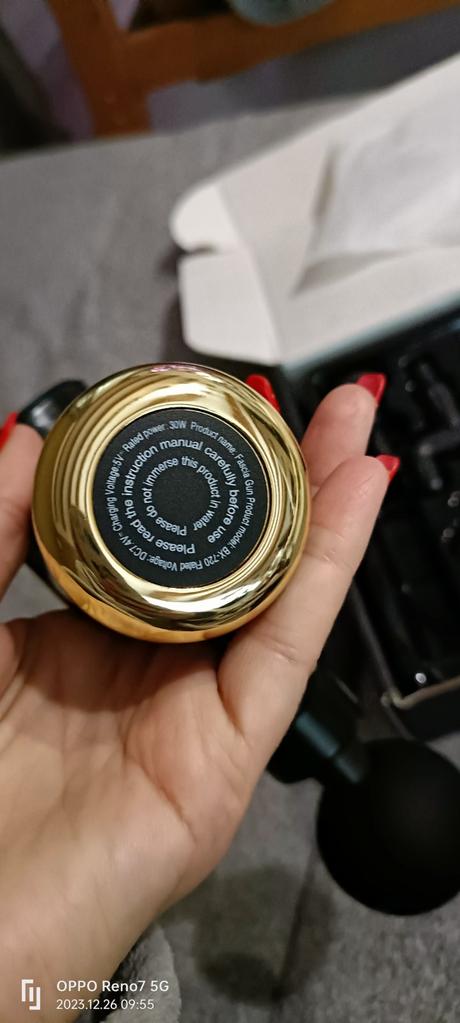 Product name: Fascia Gun Product model: BX-720 Rated Voltage: DC7.4V⎓ Charging Voltage:5V⎓ Rated power: 30W
Please read the instruction manual carefully before use
Please do not immerse this product in water
OPPO Reno7 5G
2023.12.26 09:55